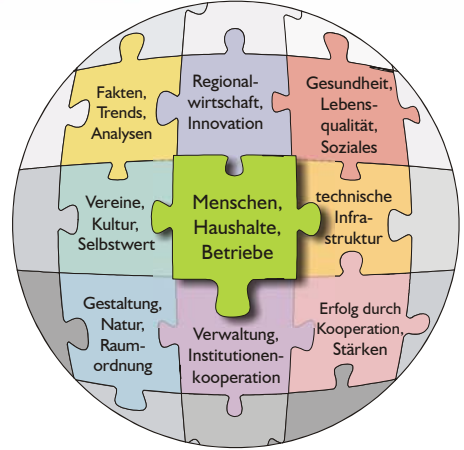 Fakten,
Trends,
Analysen
Regional-
wirtschaft,
Innovation
Gesundheit,
Lebens-
qualität,
Soziales
Vereine,
Kultur,
Selbstwert
Menschen,
Haushalte,
Betriebe
technische
Infra-
struktur
Gestaltung,
Natur,
Raum-
ordnung
Verwaltung,
Institutionen-
kooperation
Erfolg durch
Kooperation,
Stärken